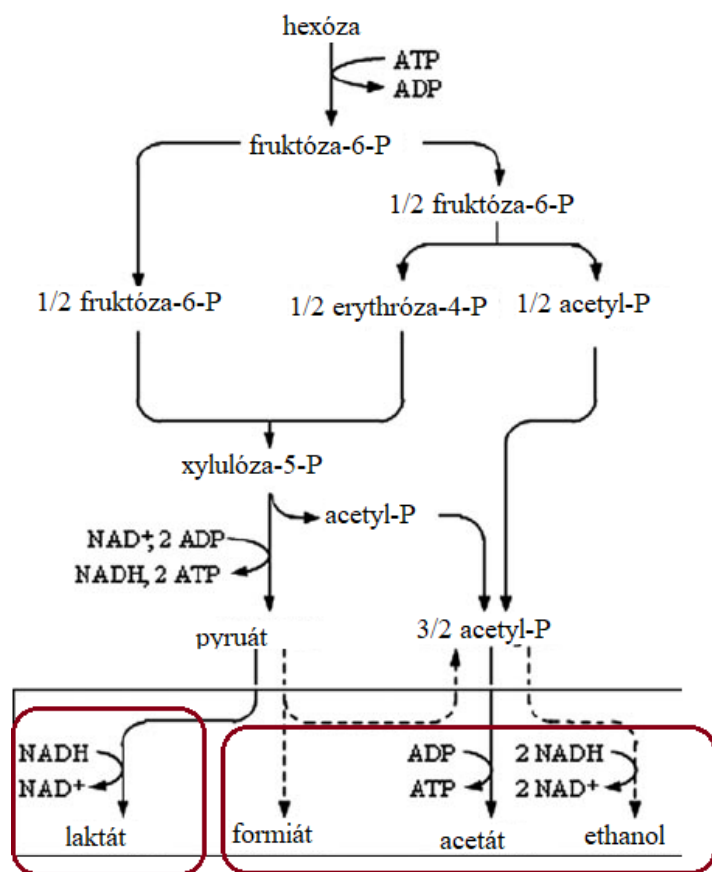 hexóza
ATP
ADP
fruktóza-6-P
1/2 fruktóza-6-P
1/2 fruktóza-6-P
1/2 erythróza-4-P
1/2 acetyl-P
xylulóza-5-P
acetyl-P
NAD+, 2 ADP
NADH, 2 ATP
pyruát
3/2 acetyl-P
NADH
NAD+
ADP
ATP
2 NADH
2 NAD+
laktát
formiát
acetát
ethanol